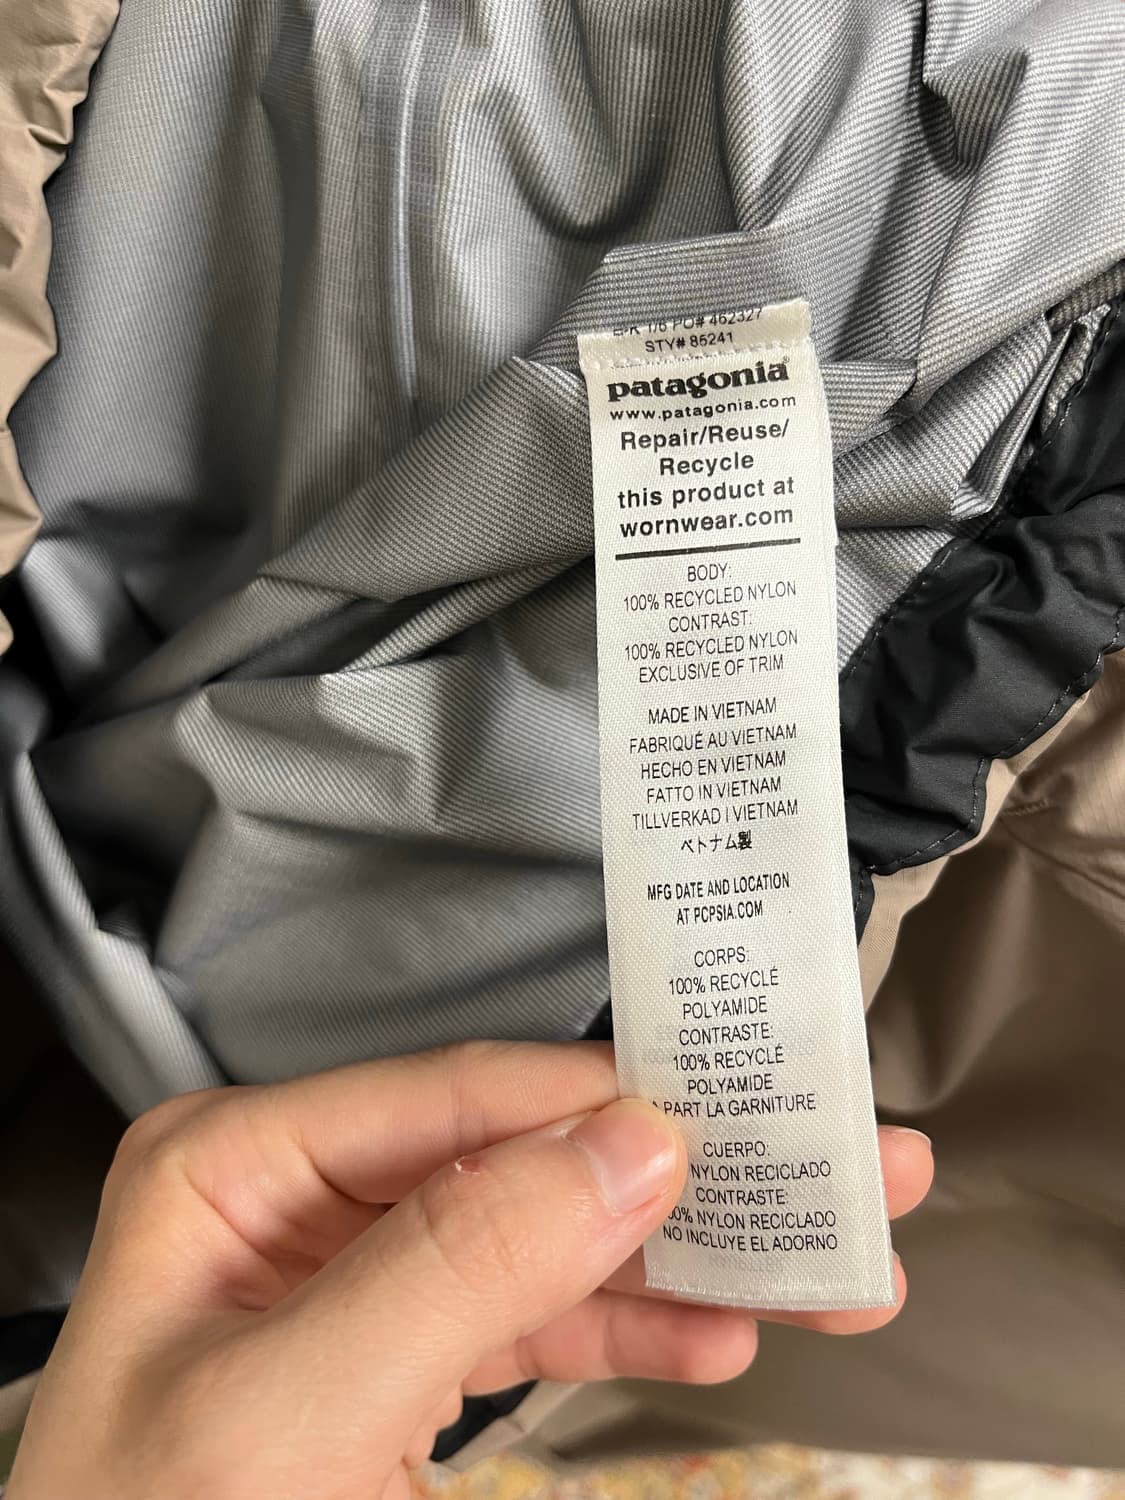 1/6 PO# 462327
STY# 85241
patagonia®
www.patagonia.com
Repair/Reuse/
Recycle
this product at
wornwear.com
BODY:
100% RECYCLED NYLON
CONTRAST:
100% RECYCLED NYLON
EXCLUSIVE OF TRIM
MADE IN VIETNAM
FABRIQUÉ AU VIETNAM
HECHO EN VIETNAM
FATTO IN VIETNAM
TILLVERKAD I VIETNAM
ベトナム製
MFG DATE AND LOCATION
AT PCPSIA.COM
CORPS:
100% RECYCLÉ
POLYAMIDE
CONTRASTE:
100% RECYCLÉ
POLYAMIDE
PART LA GARNITURE
CUERPO:
NYLON RECICLADO
CONTRASTE:
NYLON RECICLADO
NO INCLUYE EL ADORNO